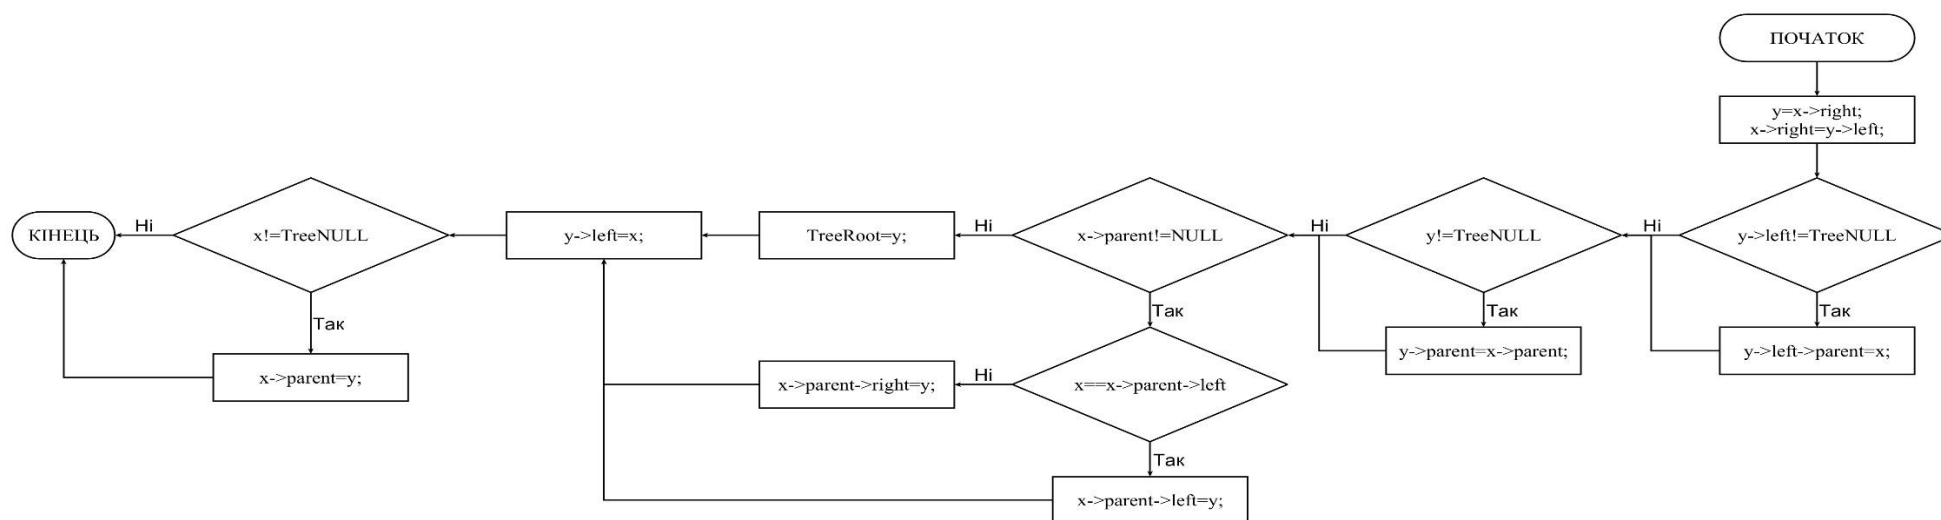 ПОЧАТОК
y=x->right;
x->right=y->left;
y->left!=TreeNULL
Ні
Так
y->left->parent=x;
y!=TreeNULL
Ні
Так
y->parent=x->parent;
x->parent!=NULL
Ні
Так
TreeRoot=y;
x==x->parent->left
Ні
Так
x->parent->right=y;
x->parent->left=y;
y->left=x;
x!=TreeNULL
Ні
Так
x->parent=y;
КІНЕЦЬ